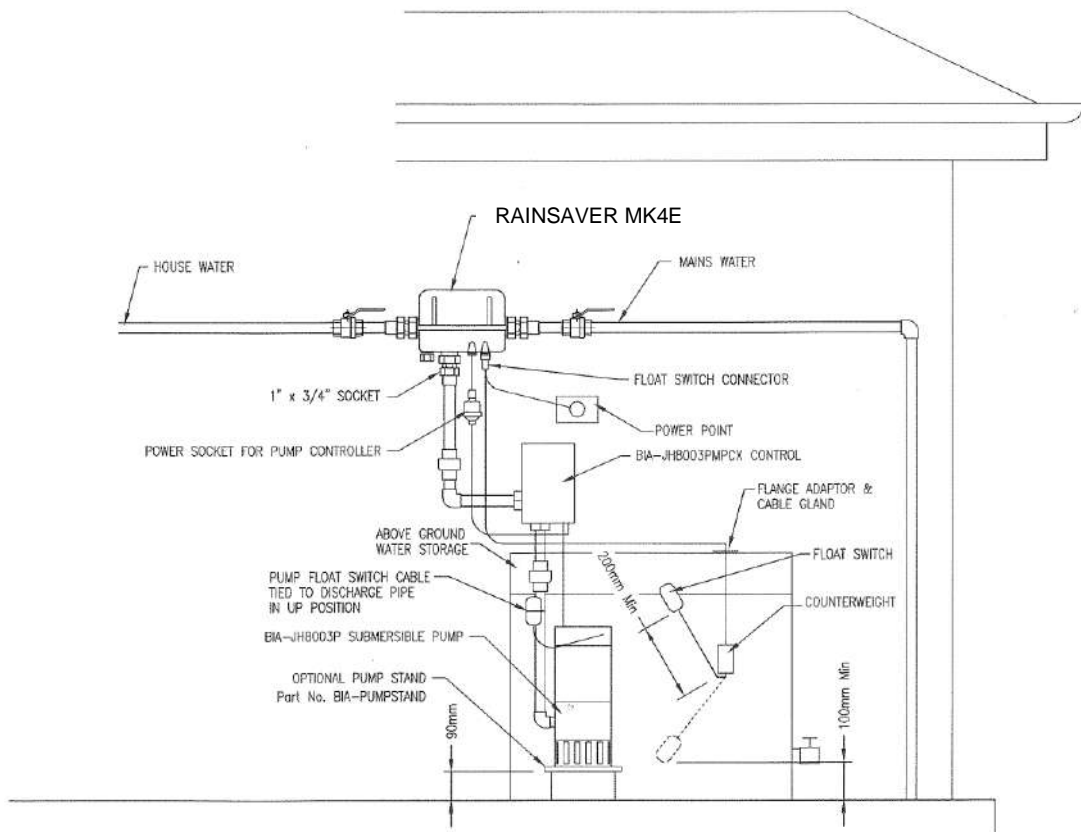 RAINSAVER MK4E
HOUSE WATER
MAINS WATER
1" x 3/4" SOCKET
FLOAT SWITCH CONNECTOR
POWER SOCKET FOR PUMP CONTROLLER
POWER POINT
BIA-JH8003PMPCX CONTROL
FLANGE ADAPTOR &
CABLE GLAND
ABOVE GROUND
WATER STORAGE
FLOAT SWITCH
200mm Min
PUMP FLOAT SWITCH CABLE
TIED TO DISCHARGE PIPE
IN UP POSITION
COUNTERWEIGHT
BIA-JH8003P SUBMERSIBLE PUMP
OPTIONAL PUMP STAND
Part No. BIA-PUMPSTAND
90mm
100mm Min